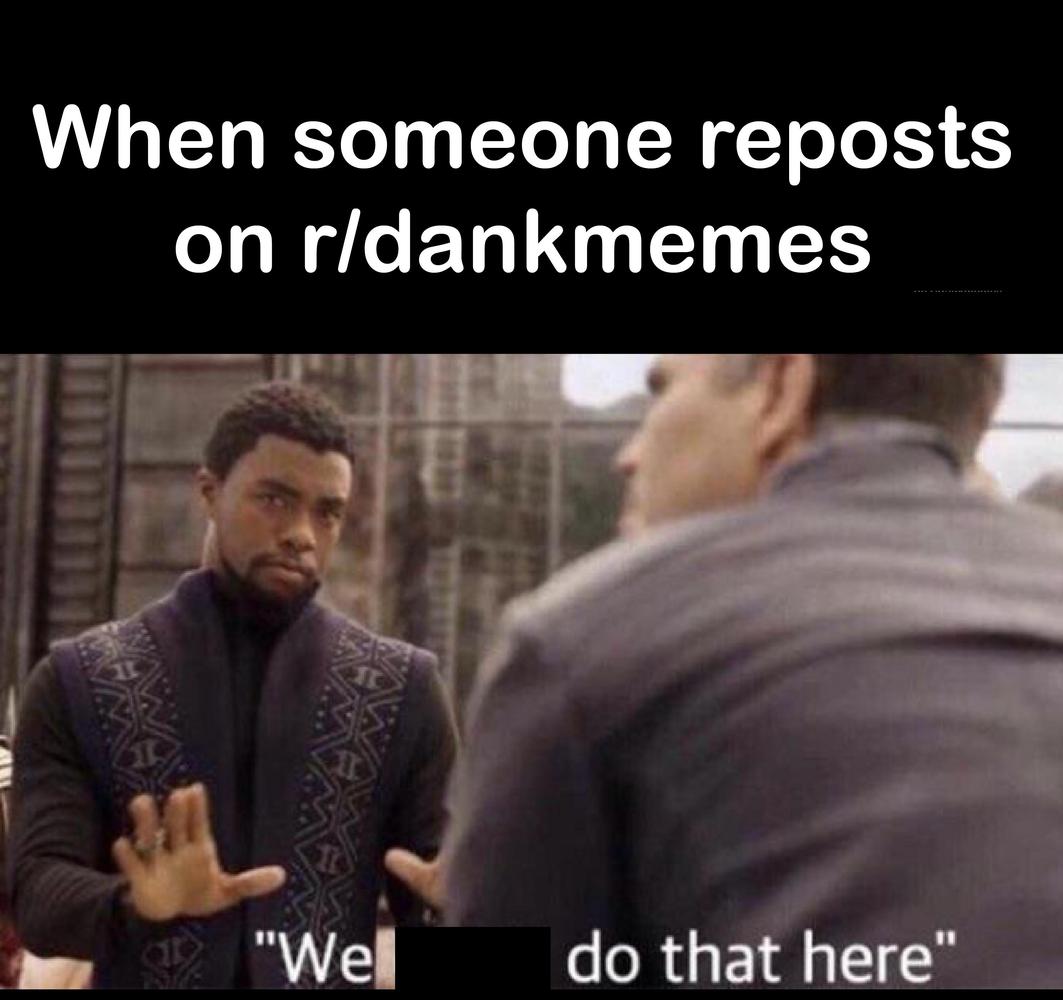 When someone reposts
on r/dankmemes
"We do that here"